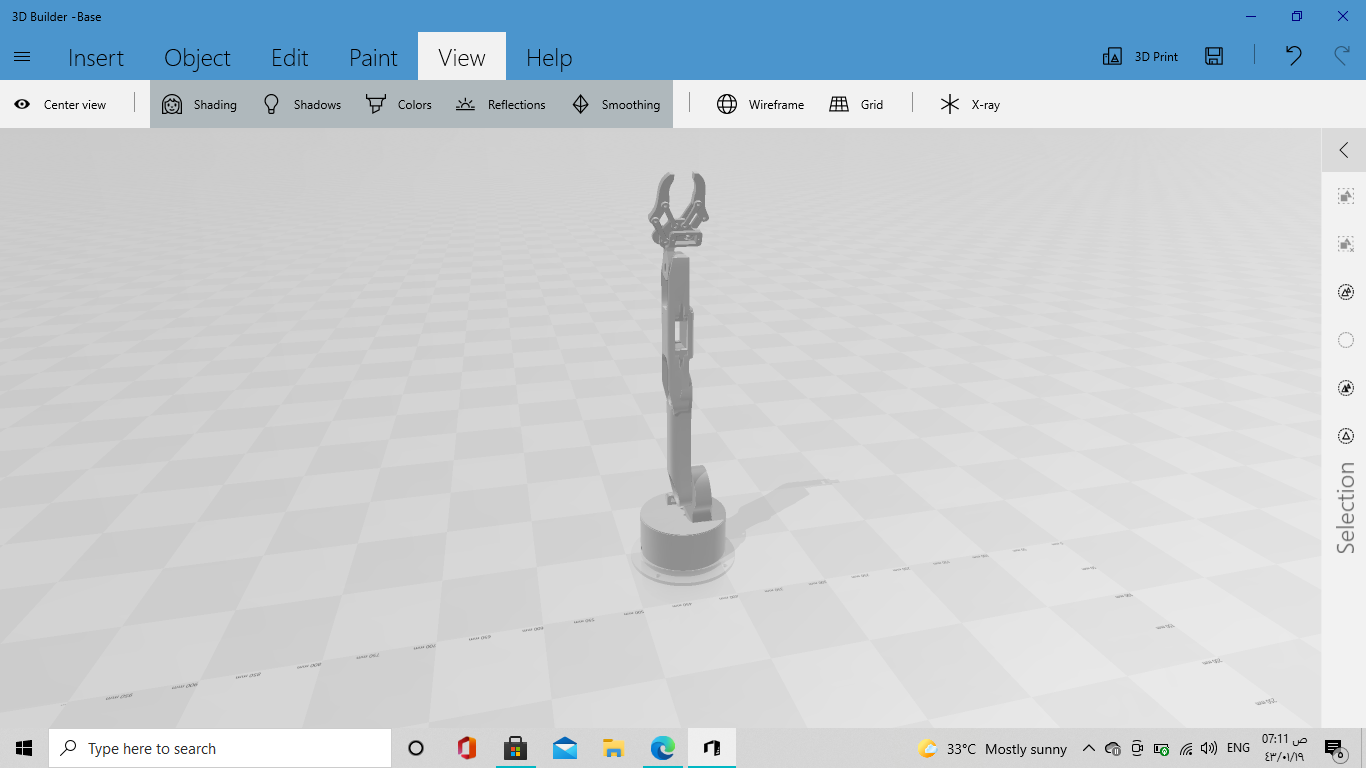 3D Builder -Base
Insert Object Edit Paint View Help
3D Print
Center view Shading Shadows Colors Reflections Smoothing Wireframe Grid X-ray
Selection
Type here to search
33°C Mostly sunny
ENG
07:11 ص
٤٣/٠١/١٩